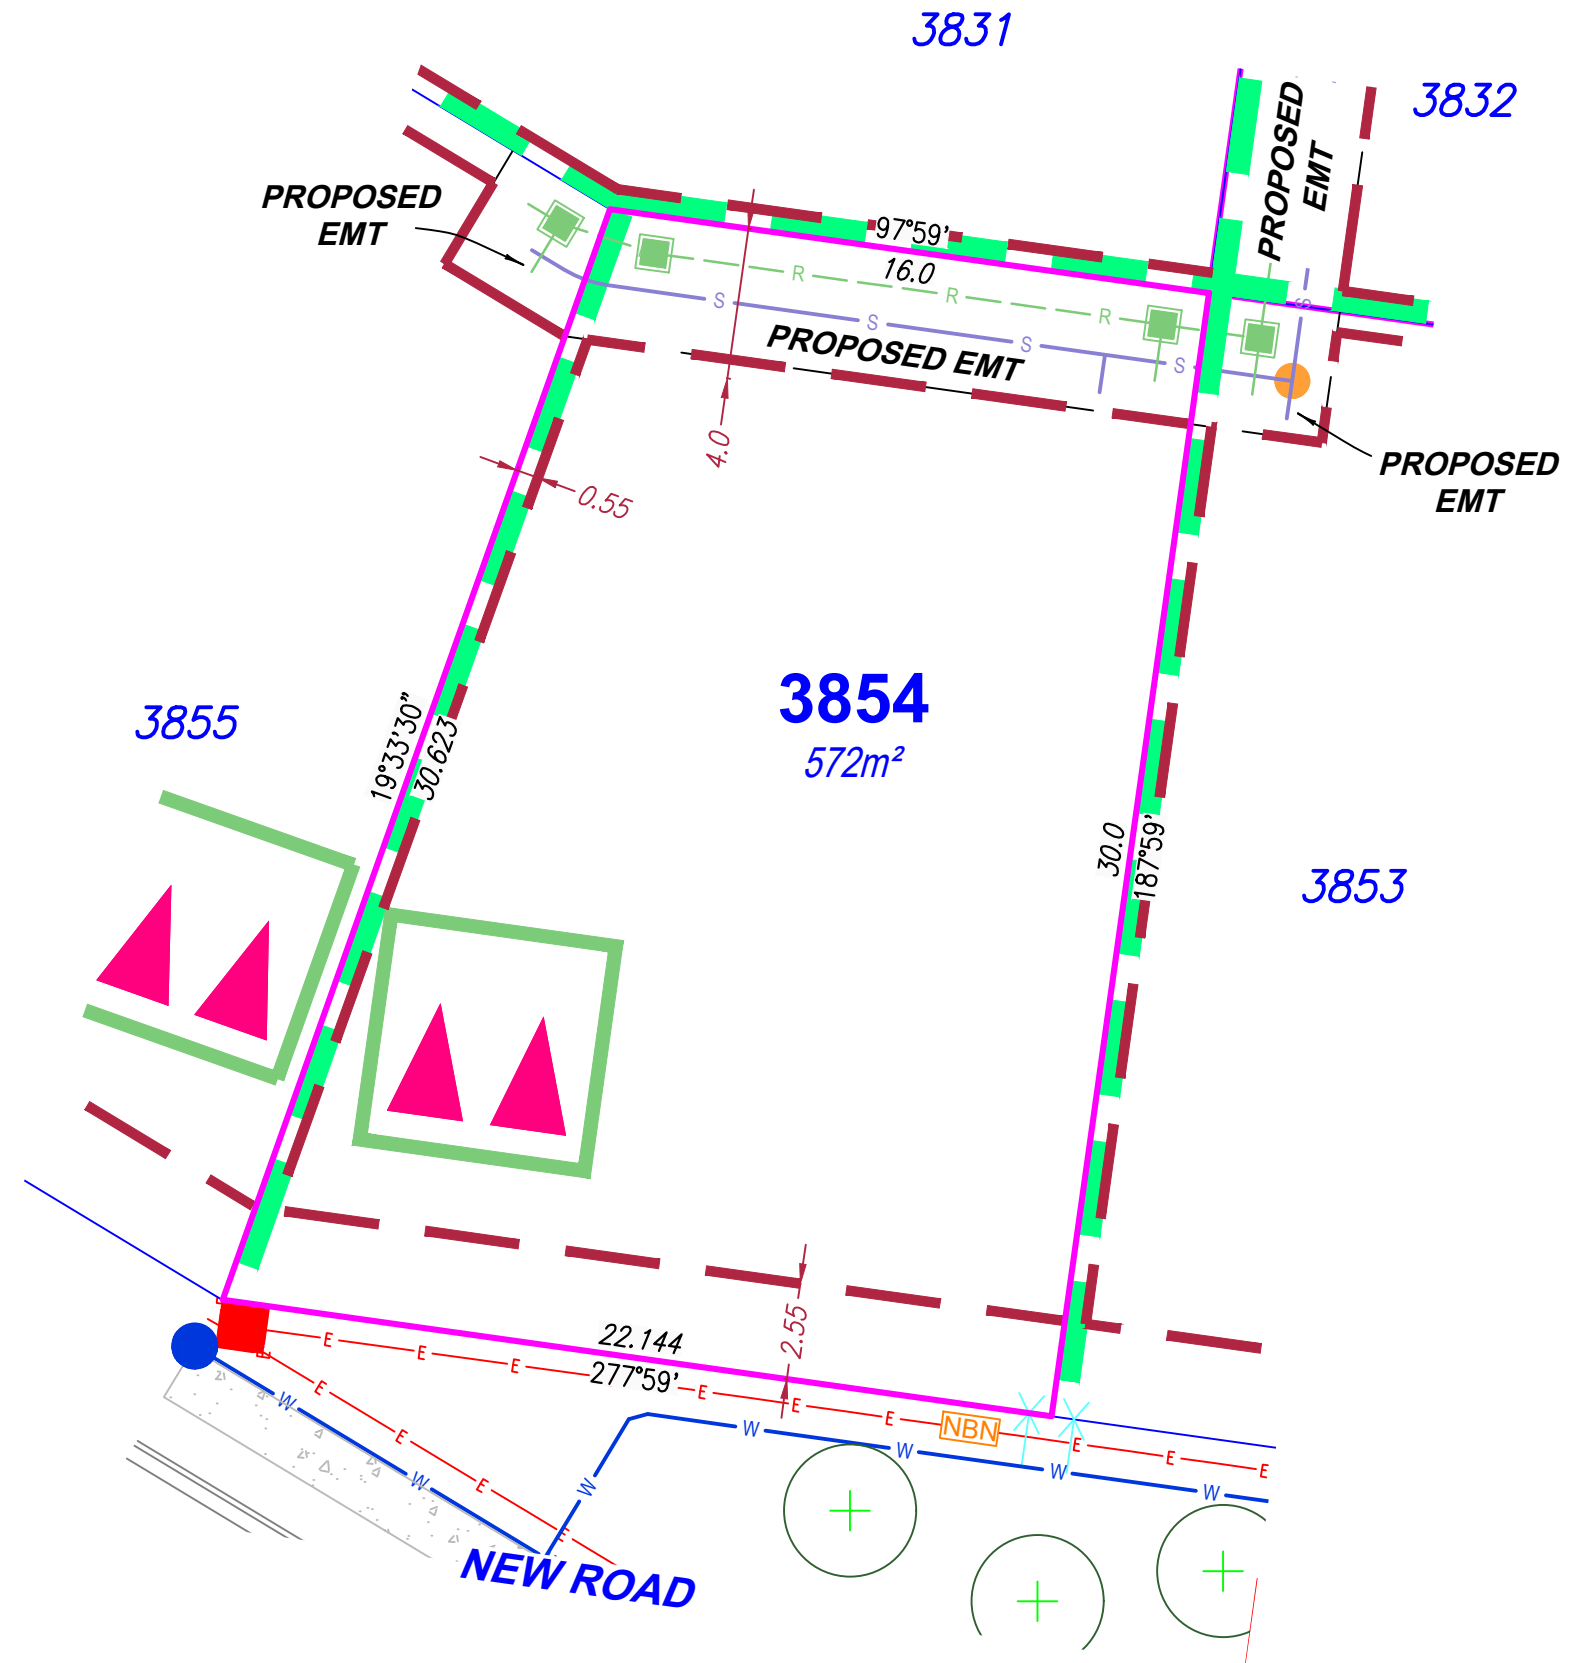 3831
3832
PROPOSED
EMT
PROPOSED
EMT
97°59'
16.0
R
R
R
S
S
S
S
S
PROPOSED EMT
4.0
PROPOSED
EMT
0.55
3854
572m²
3855
19°33'30"
30.623
30.0
187°59'
3853
2.55
22.144
277°59'
E
E
E
E
E
E
E
E
E
E
E
E
E
NBN
W
W
W
W
W
W
W
NEW ROAD